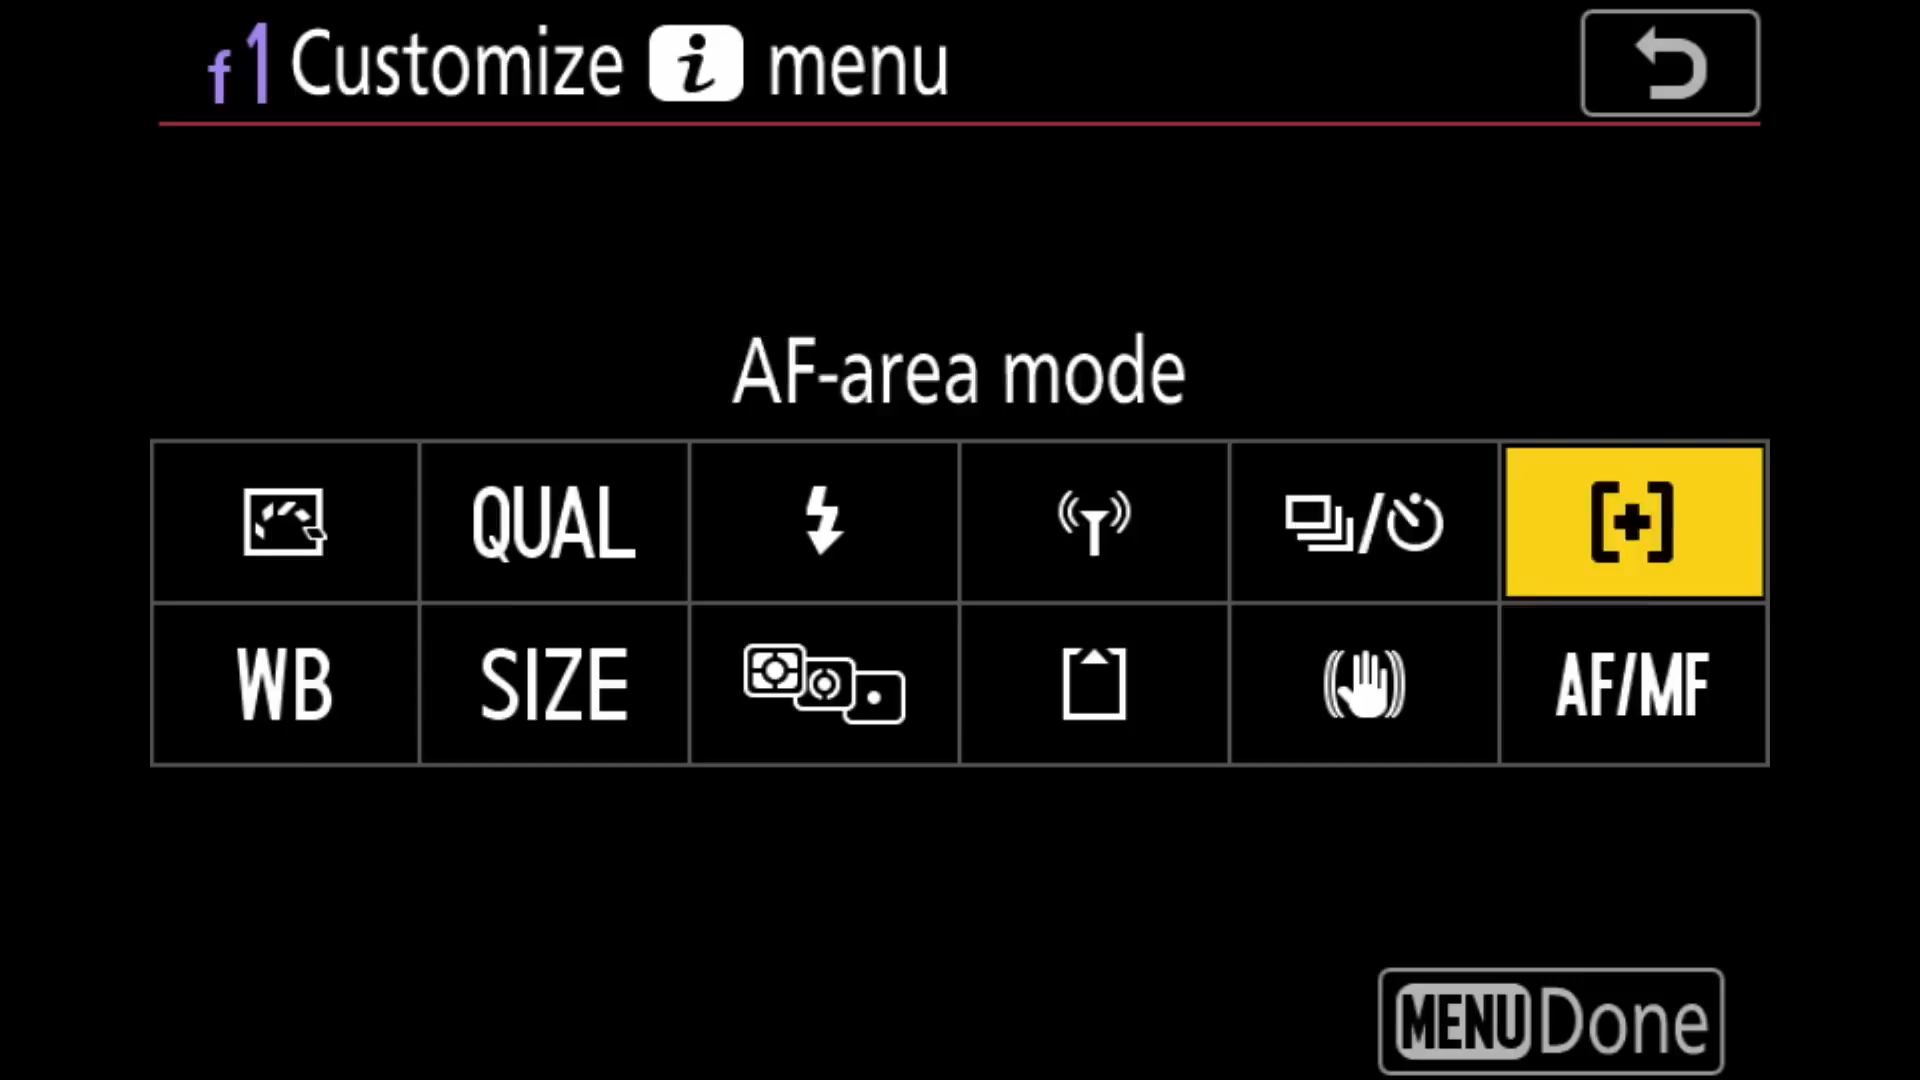 f1 Customize i menu
AF-area mode
QUAL
WB SIZE AF/MF
MENU Done